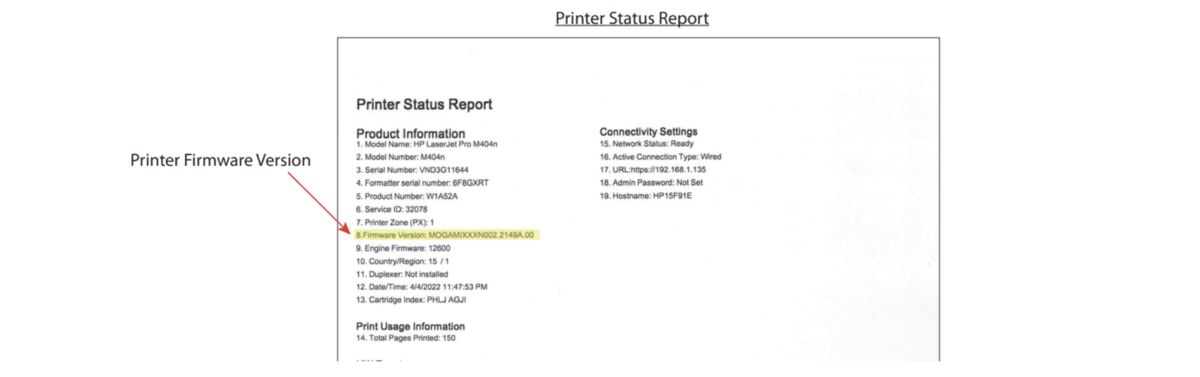 Printer Status Report
Printer Status Report
Printer Firmware Version
Product Information
1. Model Name: HP LaserJet Pro M404n
2. Model Number: M404n
3. Serial Number: VND3G11644
4. Formatter serial number: 6F8GXRT
5. Product Number: W1A52A
6. Service ID: 32078
7. Printer Zone (PX): 1
8.Firmware Version: MOGAMIXXXN002.2149A.00
9. Engine Firmware: 12600
10. Country/Region: 15 / 1
11. Duplexer: Not installed
12. Date/Time: 4/4/2022 11:47:53 PM
13. Cartridge Index: PHLJ AGJI
Print Usage Information
14. Total Pages Printed: 150
Connectivity Settings
15. Network Status: Ready
16. Active Connection Type: Wired
17. URL:https://192.168.1.135
18. Admin Password: Not Set
19. Hostname: HP15F91E